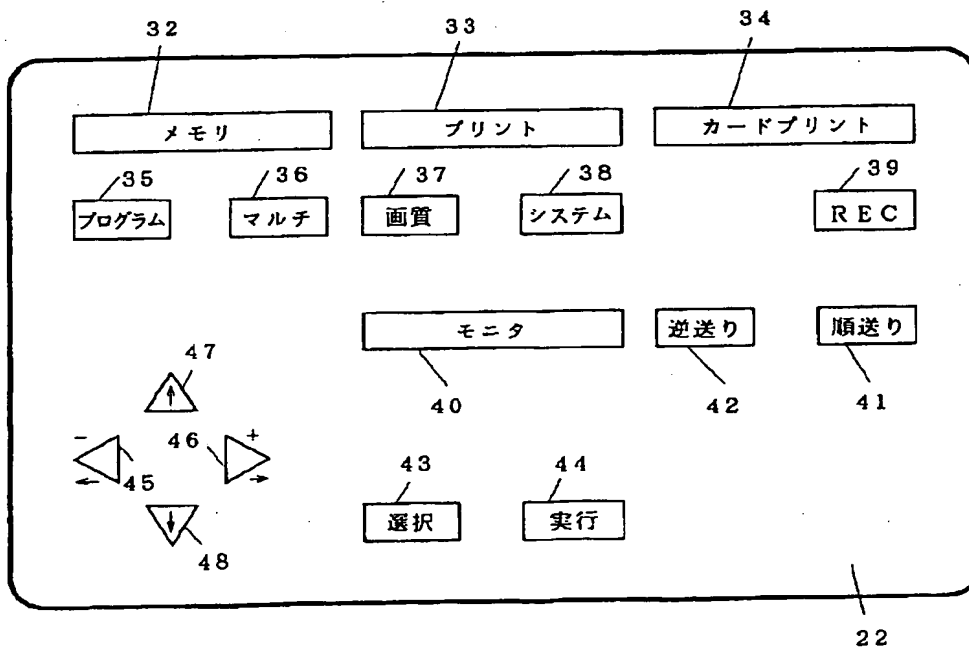 32 33 34
メモリ プリント カードプリント
35 36 37 38 39
プログラム マルチ 画質 システム REC
モニタ 逆送り 順送り
47
40 42 41
- 46 +
← 45 →
↑
↓
48
43 44
選択 実行
22